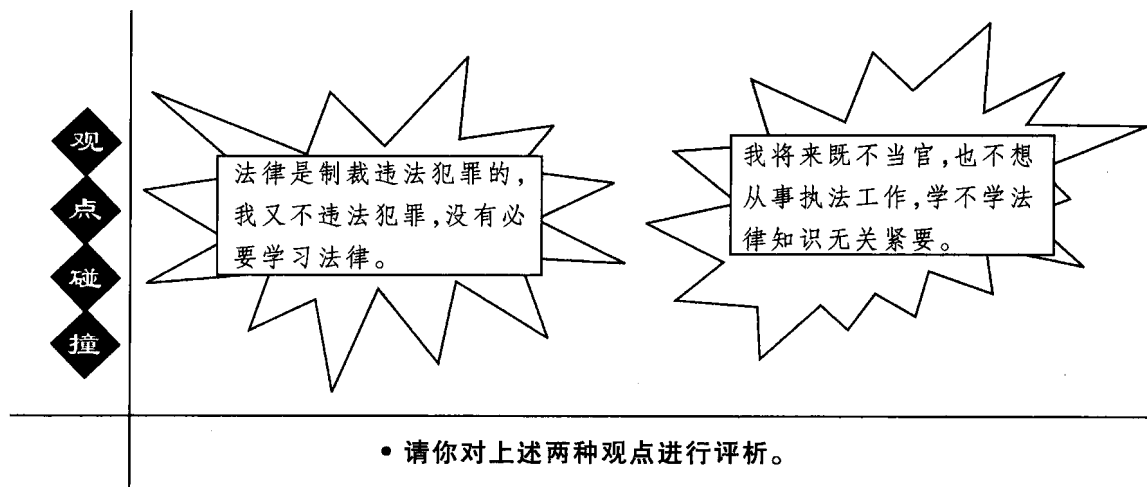 观
点
碰
撞
法律是制裁违法犯罪的，
我又不违法犯罪，没有必
要学习法律。
我将来既不当官，也不想
从事执法工作，学不学法
律知识无关紧要。
• 请你对上述两种观点进行评析。